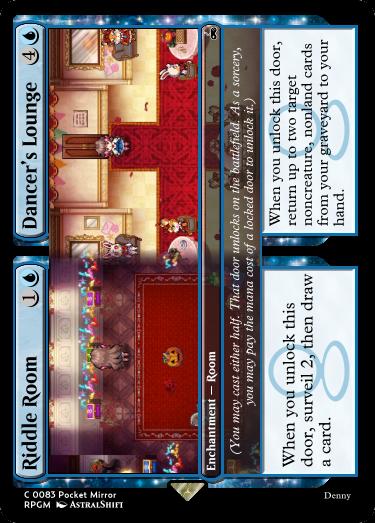 Riddle Room 1
When you unlock this
door, surveil 2, then draw
a card.
Dancer's Lounge 4
When you unlock this door,
return up to two target
noncreature, nonland cards
from your graveyard to your
hand.
Enchantment — Room
(You may cast either half. That door unlocks on the battlefield. As a sorcery,
you may pay the mana cost of a locked door to unlock it.)
C 0083 Pocket Mirror
RPGM AstralShift
Denny